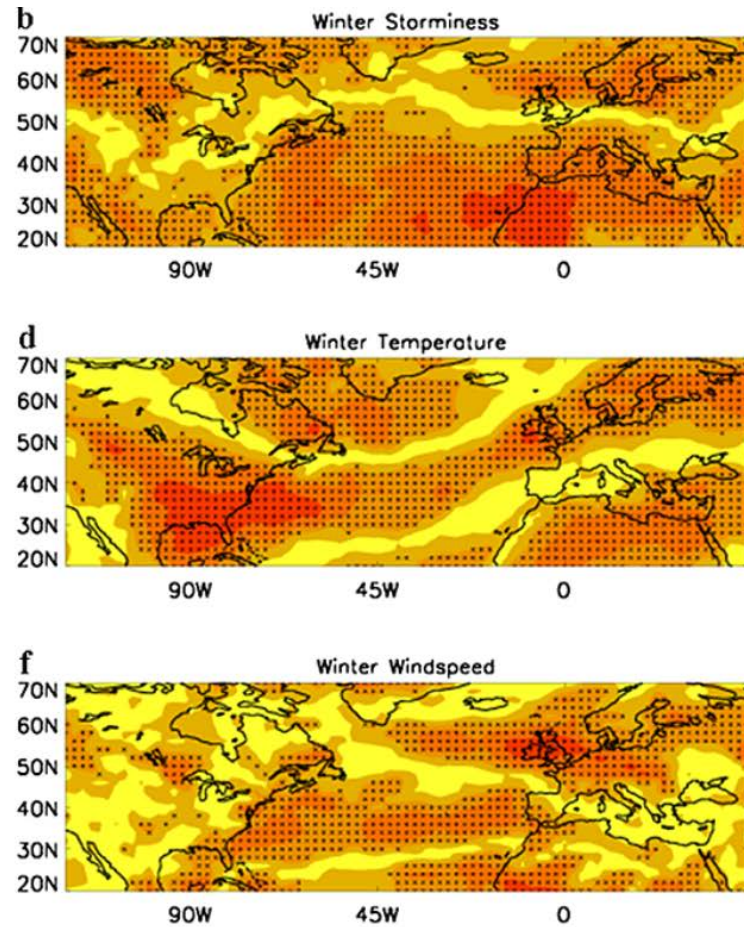 b
Winter Storminess
70N
60N
50N
40N
30N
20N
90W 45W 0
d
Winter Temperature
70N
60N
50N
40N
30N
20N
90W 45W 0
f
Winter Windspeed
70N
60N
50N
40N
30N
20N
90W 45W 0